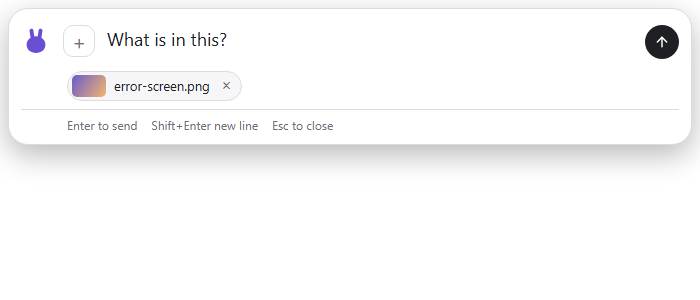 What is in this?
error-screen.png
Enter to send Shift+Enter new line Esc to close